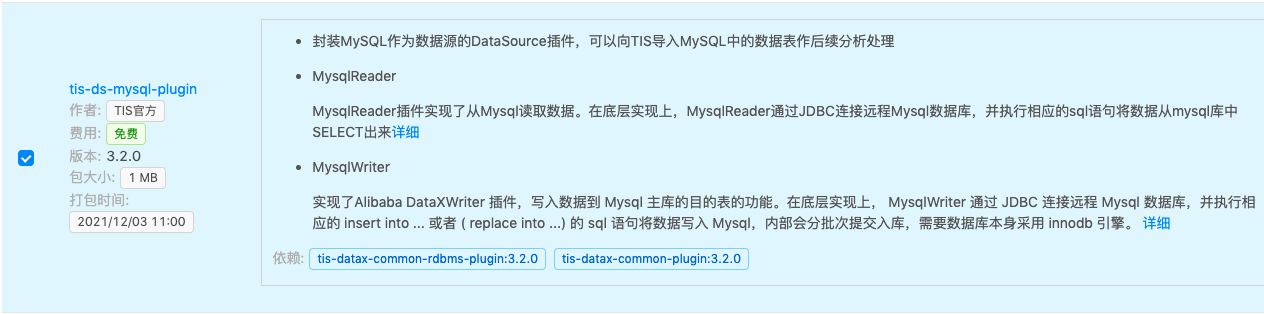 tis-ds-mysql-plugin
作者: TIS官方
费用: 免费
版本: 3.2.0
包大小: 1 MB
打包时间:
2021/12/03 11:00
封装MySQL作为数据源的DataSource插件，可以向TIS导入MySQL中的数据表作后续分析处理
MysqlReader
MysqlReader插件实现了从Mysql读取数据。在底层实现上，MysqlReader通过JDBC连接远程Mysql数据库，并执行相应的sql语句将数据从mysql库中
SELECT出来详细
MysqlWriter
实现了Alibaba DataXWriter 插件，写入数据到 Mysql 主库的目的表的功能。在底层实现上， MysqlWriter 通过 JDBC 连接远程 Mysql 数据库，并执行相
应的 insert into ... 或者 ( replace into ...) 的 sql 语句将数据写入 Mysql，内部会分批次提交入库，需要数据库本身采用 innodb 引擎。 详细
依赖: tis-datax-common-rdbms-plugin:3.2.0 tis-datax-common-plugin:3.2.0